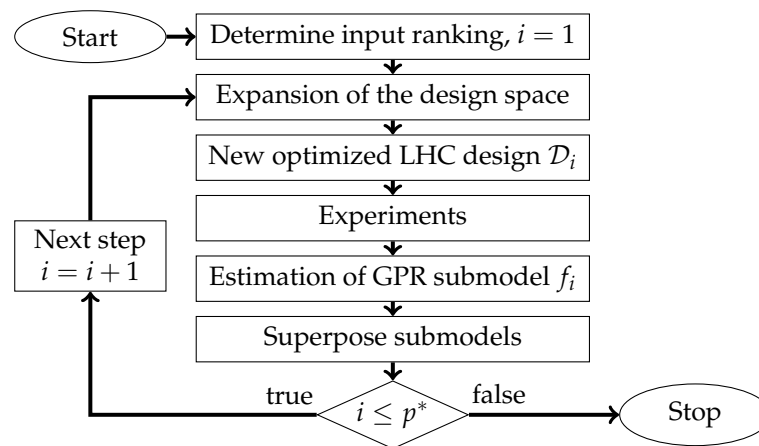 Start
Determine input ranking, i = 1
Expansion of the design space
New optimized LHC design 𝒟ᵢ
Experiments
Next step
i = i + 1
Estimation of GPR submodel fᵢ
Superpose submodels
true
i ≤ p*
false
Stop